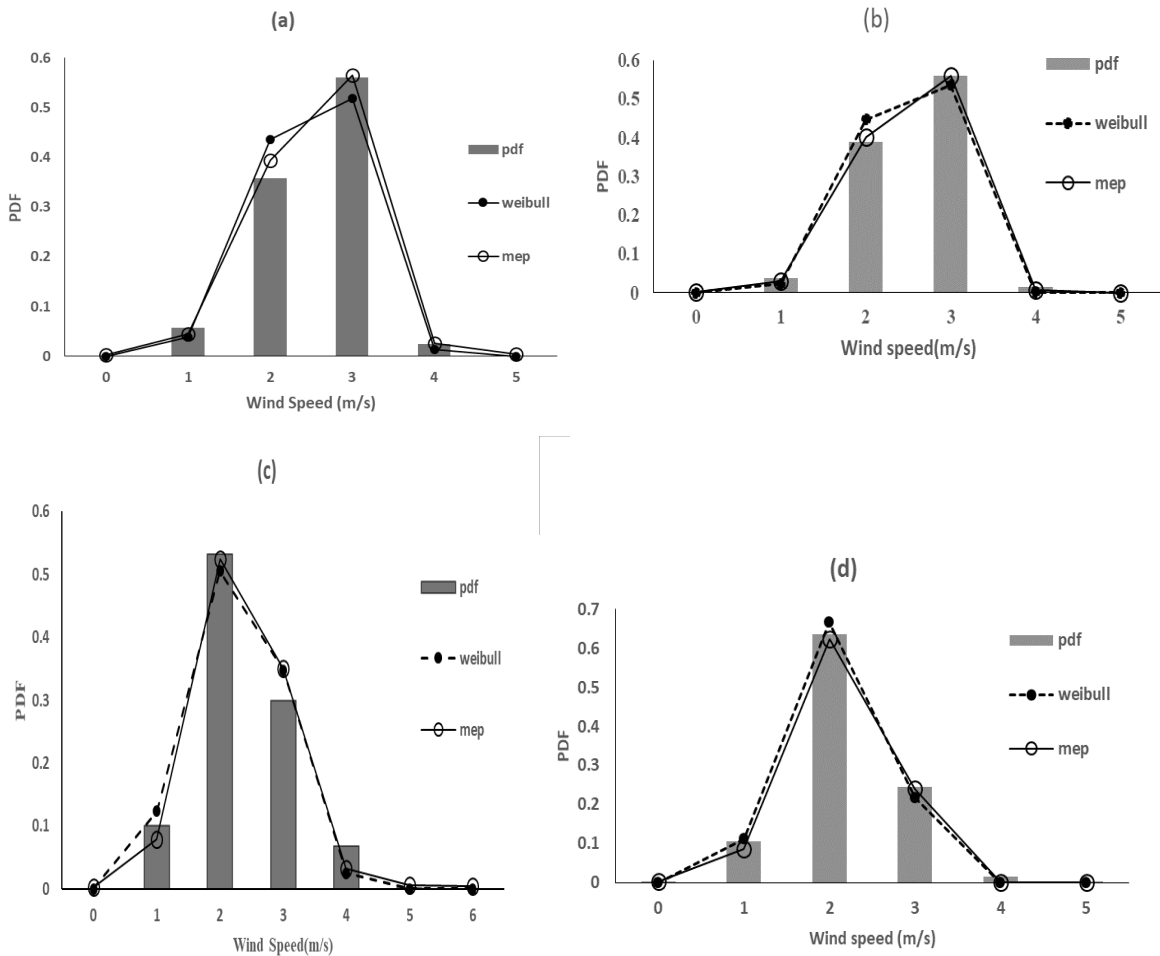 (a)
0.6
0.5
0.4
0.3
0.2
0.1
0
PDF
0 1 2 3 4 5
Wind Speed (m/s)
pdf
weibull
mep
(b)
0.6
0.5
0.4
0.3
0.2
0.1
0
PDF
0 1 2 3 4 5
Wind speed(m/s)
pdf
weibull
mep
(c)
0.6
0.5
0.4
0.3
0.2
0.1
0
PDF
0 1 2 3 4 5 6
Wind Speed(m/s)
pdf
weibull
mep
(d)
0.7
0.6
0.5
0.4
0.3
0.2
0.1
0
PDF
0 1 2 3 4 5
Wind speed (m/s)
pdf
weibull
mep